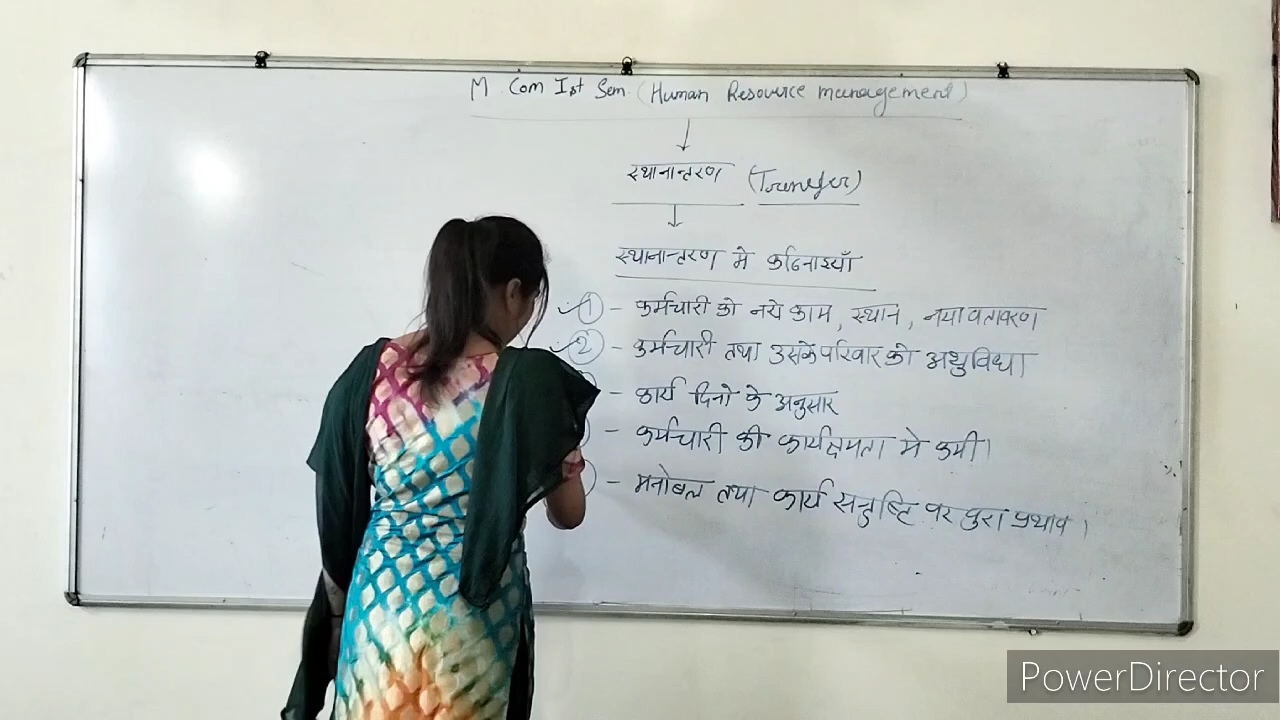 M. Com Ist Sem. (Human Resource Management)
स्थानान्तरण (Transfer)
स्थानान्तरण मे कठिनाइयाँ
1 - कर्मचारी को नये काम, स्थान, नया वतावरण
2 - कर्मचारी तथा उसके परिवार को असुविधा
- कार्य दिनो के अनुसार
- कर्मचारी की कार्यक्षमता मे कमी।
- मनोबल तथा कार्य सन्तुष्टि पर बुरा प्रभाव।
PowerDirector